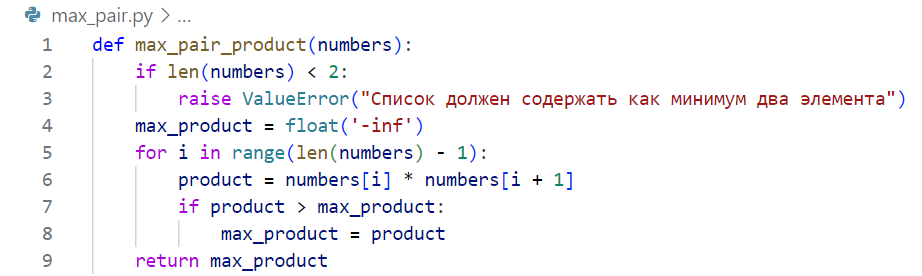 max_pair.py > ...
1 def max_pair_product(numbers):
2     if len(numbers) < 2:
3         raise ValueError("Список должен содержать как минимум два элемента")
4     max_product = float('-inf')
5     for i in range(len(numbers) - 1):
6         product = numbers[i] * numbers[i + 1]
7         if product > max_product:
8             max_product = product
9     return max_product